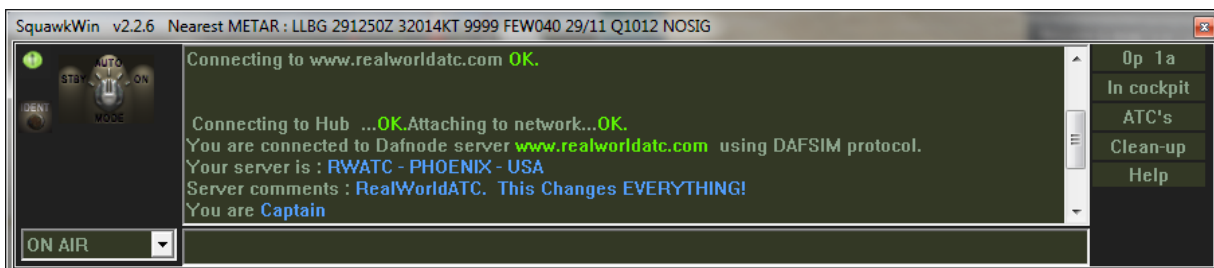 SquawkWin v2.2.6 Nearest METAR : LLBG 291250Z 32014KT 9999 FEW040 29/11 Q1012 NOSIG
AUTO
STBY
ON
IDENT
MODE
Connecting to www.realworldatc.com OK.
Connecting to Hub ...OK.Attaching to network...OK.
You are connected to Dafnode server www.realworldatc.com using DAFSIM protocol.
Your server is : RWATC - PHOENIX - USA
Server comments : RealWorldATC. This Changes EVERYTHING!
You are Captain
0p 1a
In cockpit
ATC's
Clean-up
Help
ON AIR